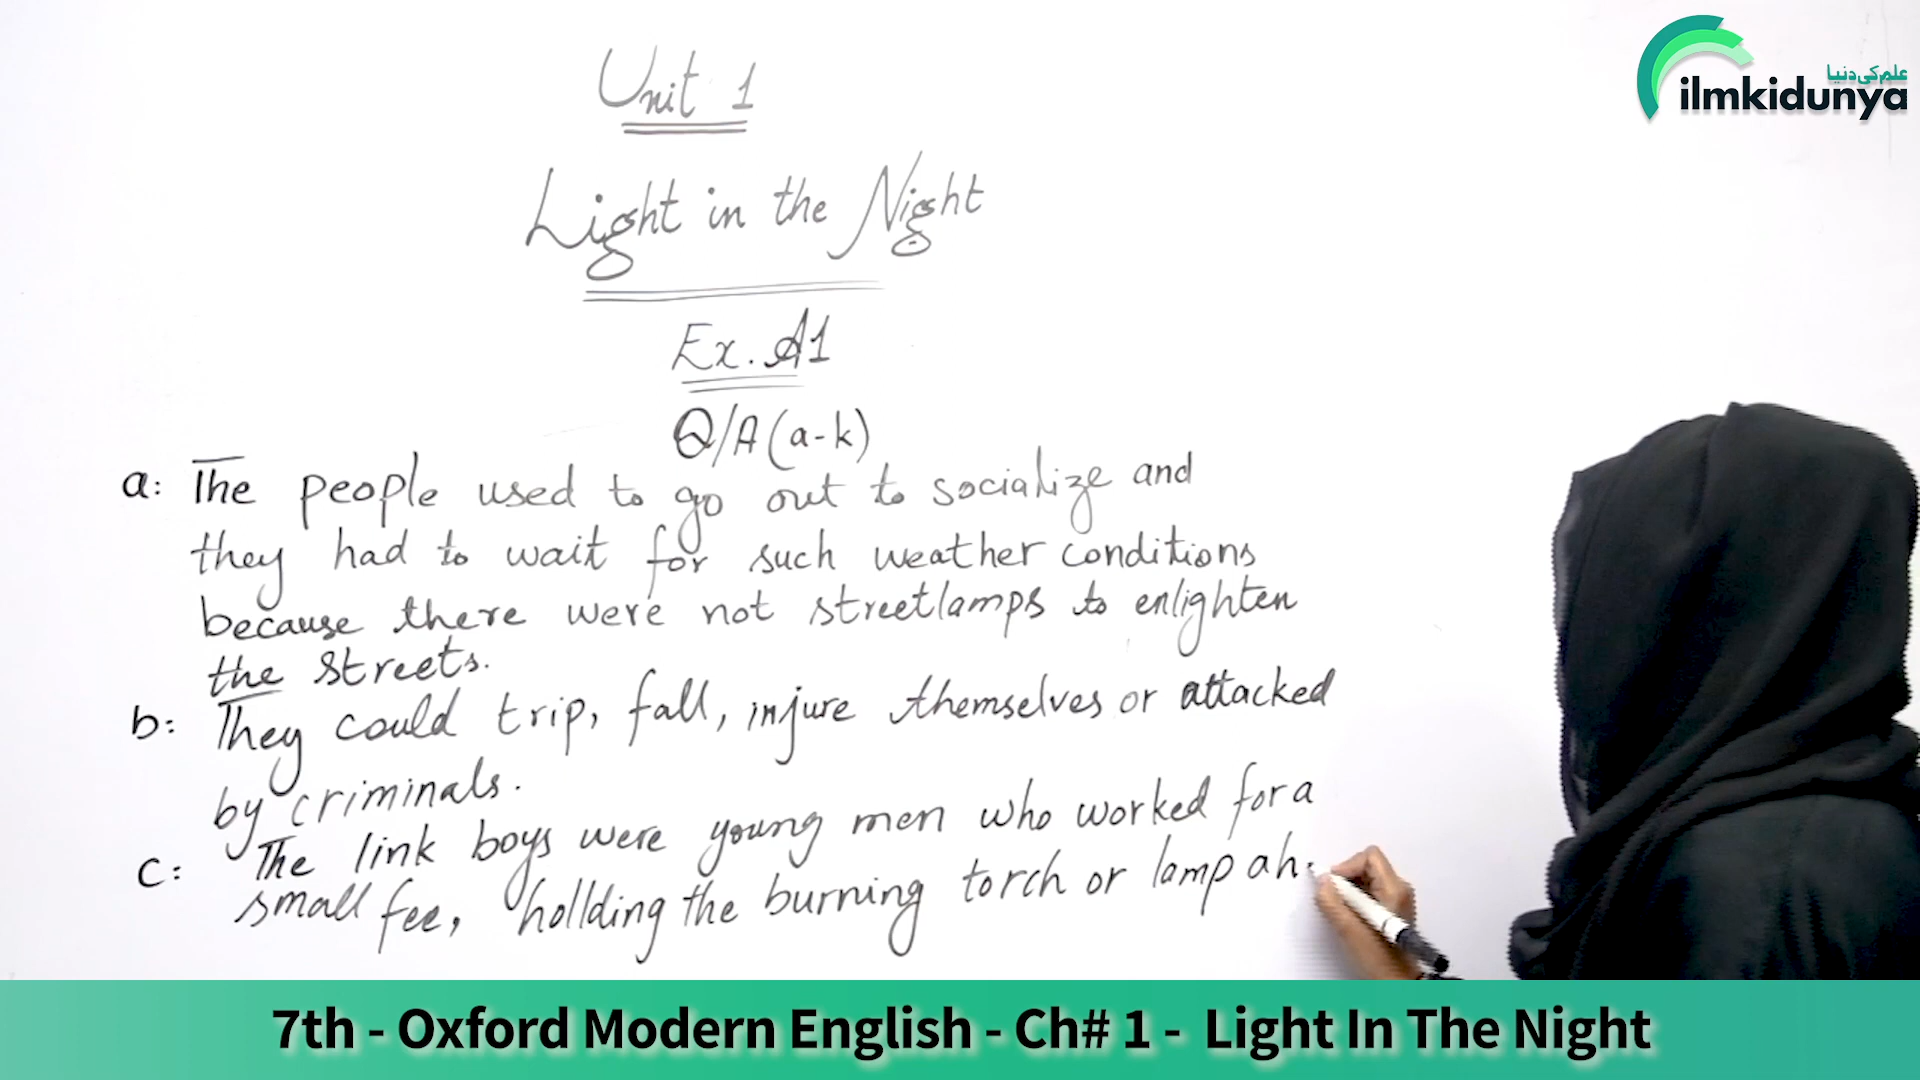 Unit 1
علم کی دنیا
ilmkidunya
Light in the Night
Ex. A1
Q/A (a-k)
a: The people used to go out to socialize and
they had to wait for such weather conditions
because there were not streetlamps to enlighten
the streets.
b: They could trip, fall, injure themselves or attacked
by criminals.
c: The link boys were young men who worked for a
small fee, hollding the burning torch or lamp ah
7th - Oxford Modern English - Ch# 1 - Light In The Night